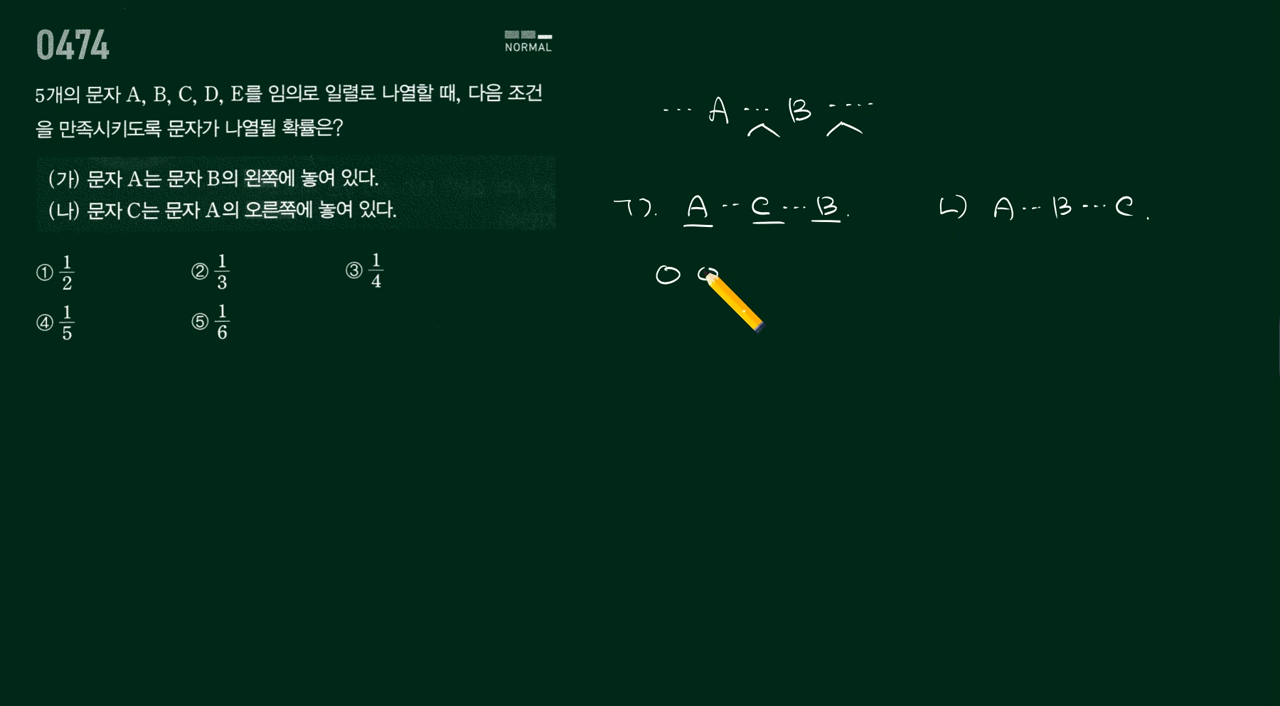 0474
NORMAL
5개의 문자 A, B, C, D, E를 임의로 일렬로 나열할 때, 다음 조건
을 만족시키도록 문자가 나열될 확률은?
(가) 문자 A는 문자 B의 왼쪽에 놓여 있다.
(나) 문자 C는 문자 A의 오른쪽에 놓여 있다.
① 1/2 ② 1/3 ③ 1/4
④ 1/5 ⑤ 1/6
··· A ··· B ····
ㄱ). A ·· C ··· B. ㄴ) A ·· B ··· C.
○ ○